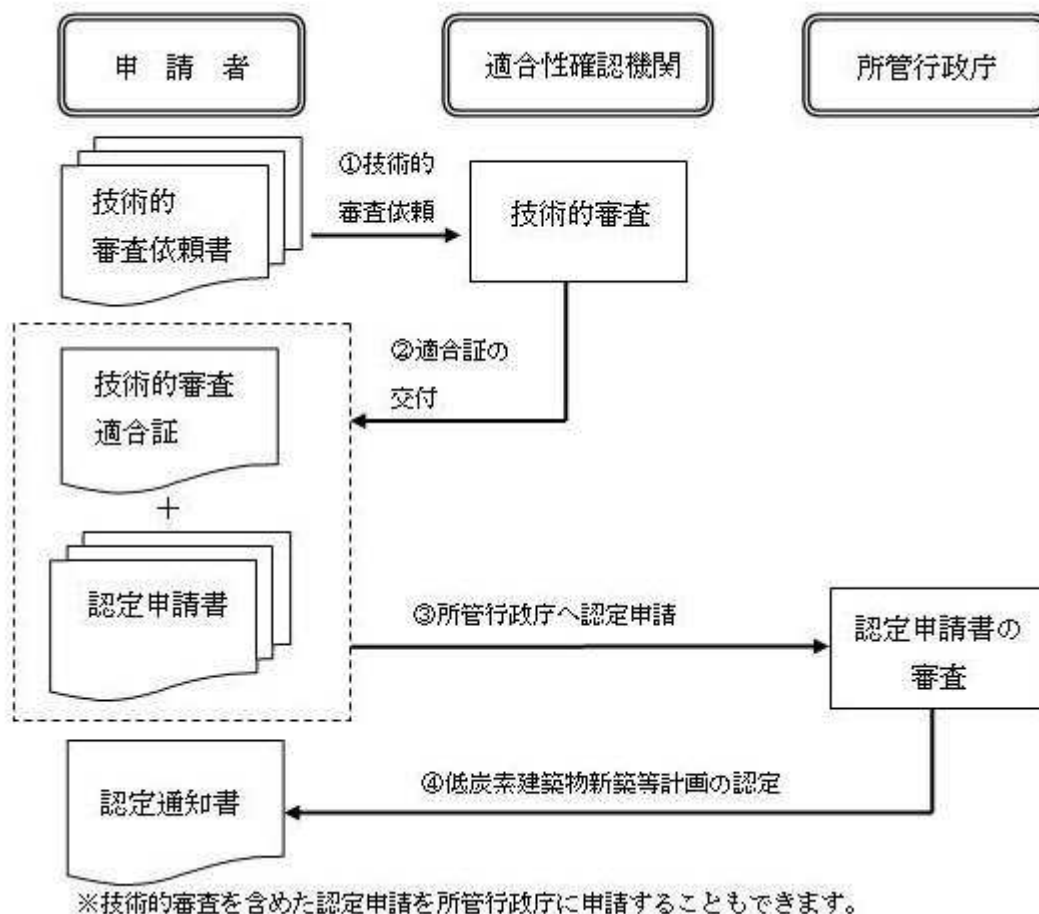 申 請 者
適合性確認機関
所管行政庁
技術的
審査依頼書
①技術的
審査依頼
技術的審査
②適合証の
交付
技術的審査
適合証
+
認定申請書
③所管行政庁へ認定申請
認定申請書の
審査
④低炭素建築物新築等計画の認定
認定通知書
※技術的審査を含めた認定申請を所管行政庁に申請することもできます。